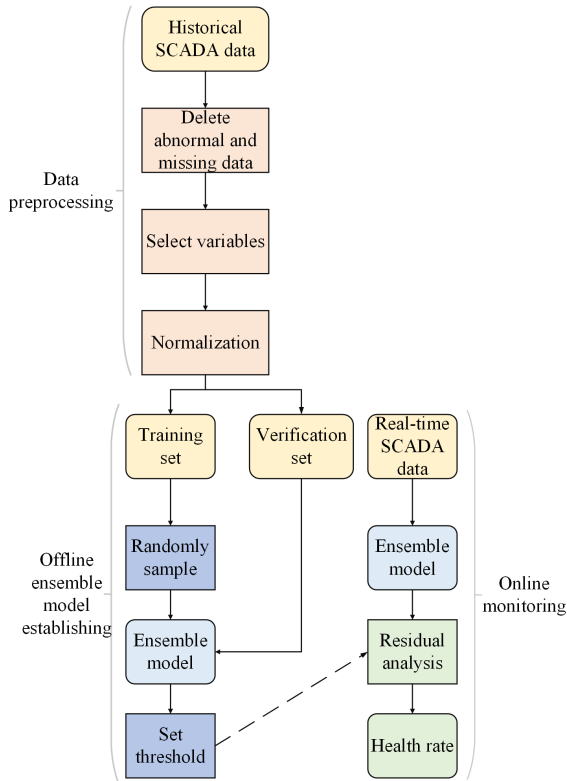 Historical
SCADA data
Delete
abnormal and
missing data
Data
preprocessing
Select variables
Normalization
Training
set
Verification
set
Real-time
SCADA
data
Offline
ensemble
model
establishing
Randomly
sample
Ensemble
model
Online
monitoring
Ensemble
model
Residual
analysis
Set
threshold
Health rate